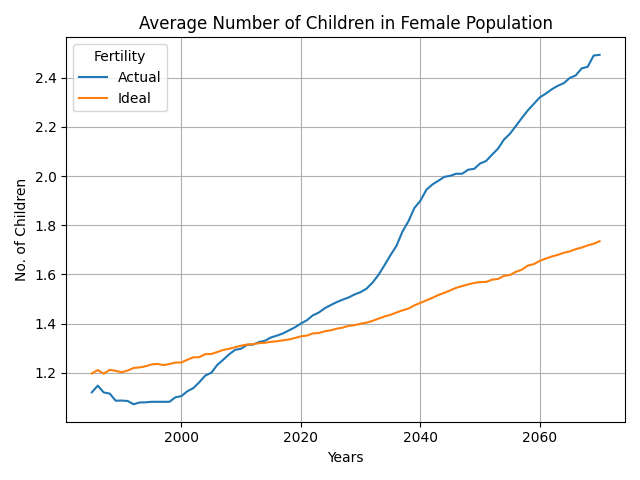 Average Number of Children in Female Population
Fertility
Actual
Ideal
No. of Children
2.4
2.2
2.0
1.8
1.6
1.4
1.2
2000 2020 2040 2060
Years